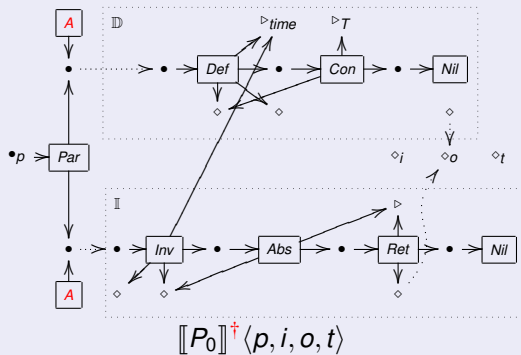 A 𝔻 ▷time ▷T
Def Con Nil
•p Par ◇i ◇o ◇t
𝕀 ▷
Inv Abs Ret Nil
A
⟦P₀⟧†⟨p, i, o, t⟩